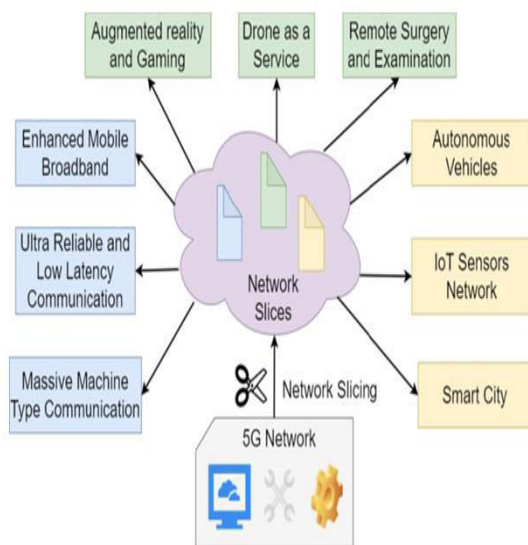 Augmented reality
and Gaming
Drone as a
Service
Remote Surgery
and Examination
Enhanced Mobile
Broadband
Autonomous
Vehicles
Ultra Reliable and
Low Latency
Communication
IoT Sensors
Network
Network
Slices
Massive Machine
Type Communication
Smart City
Network Slicing
5G Network